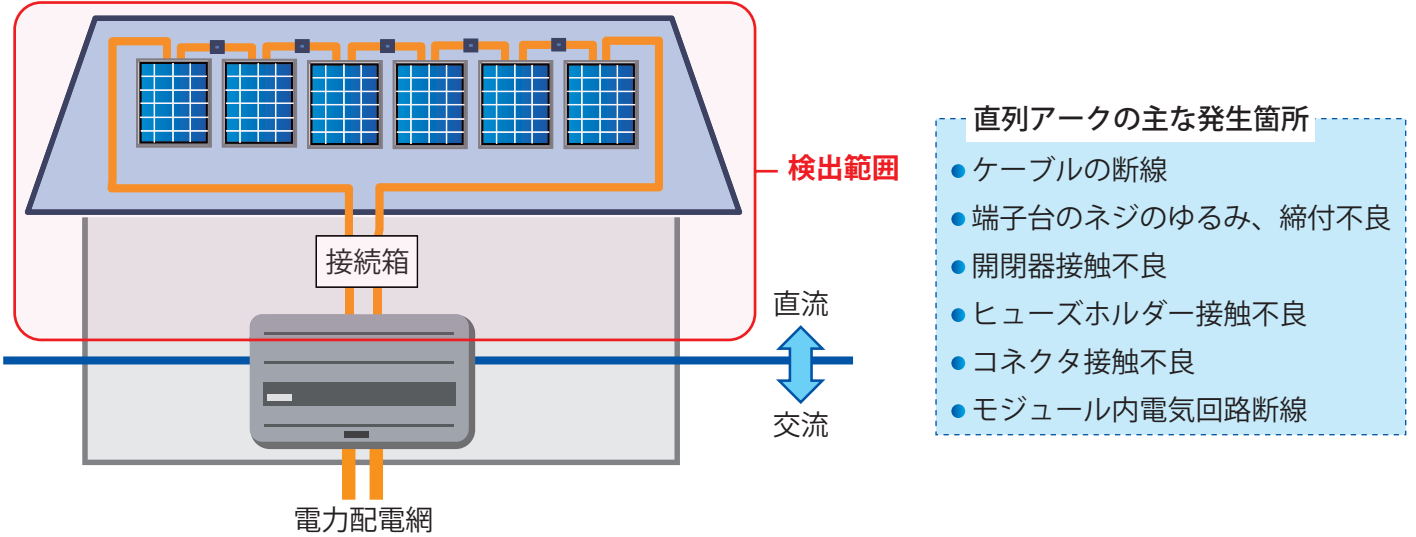 検出範囲
接続箱
直流
交流
電力配電網
直列アークの主な発生箇所
ケーブルの断線
端子台のネジのゆるみ、締付不良
開閉器接触不良
ヒューズホルダー接触不良
コネクタ接触不良
モジュール内電気回路断線